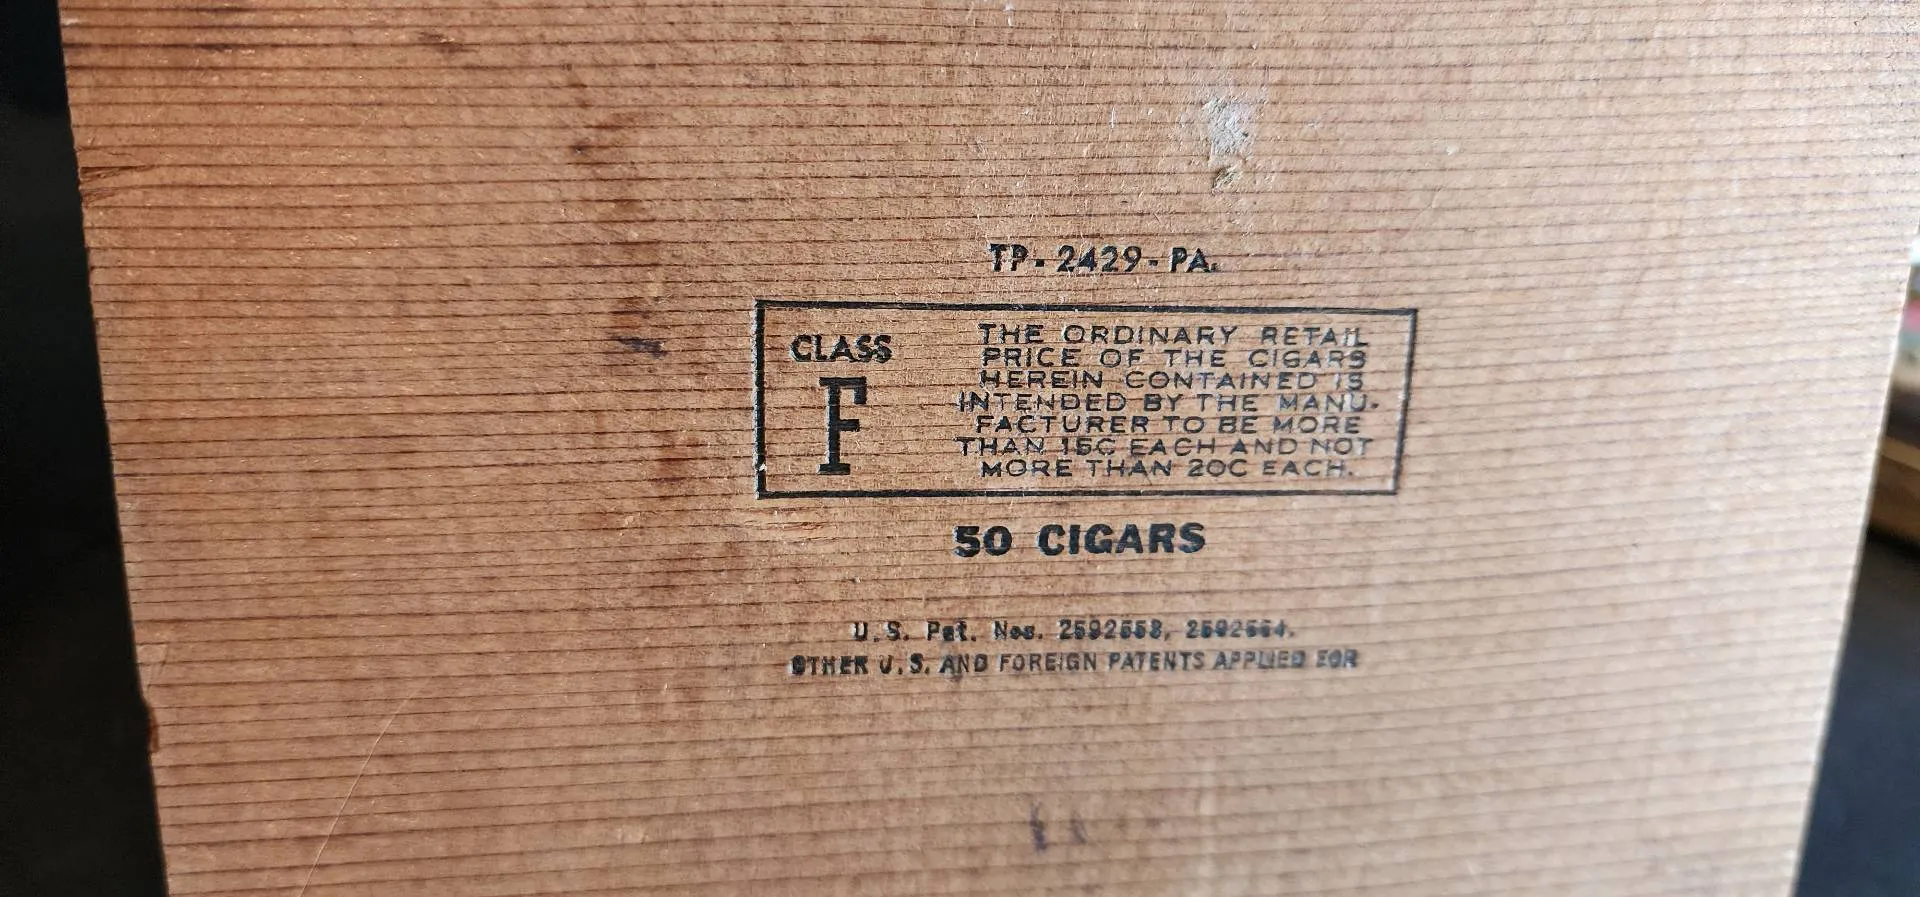 TP- 2429 - PA.
CLASS
F
THE ORDINARY RETAIL
PRICE OF THE CIGARS
HEREIN CONTAINED IS
INTENDED BY THE MANU-
FACTURER TO BE MORE
THAN 15C EACH AND NOT
MORE THAN 20C EACH.
50 CIGARS
U.S. Pat. Nos.
OTHER U.S. AND FOREIGN PATENTS APPLIED FOR